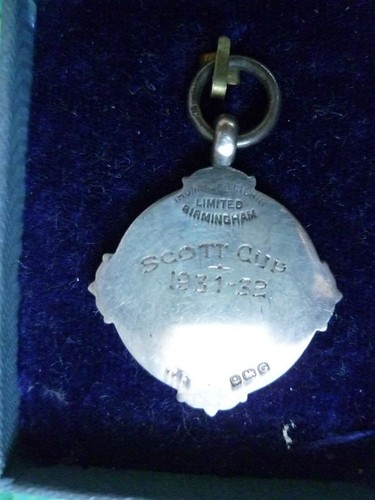 LIMITED
BIRMINGHAM
SCOTT CUP
1931-32